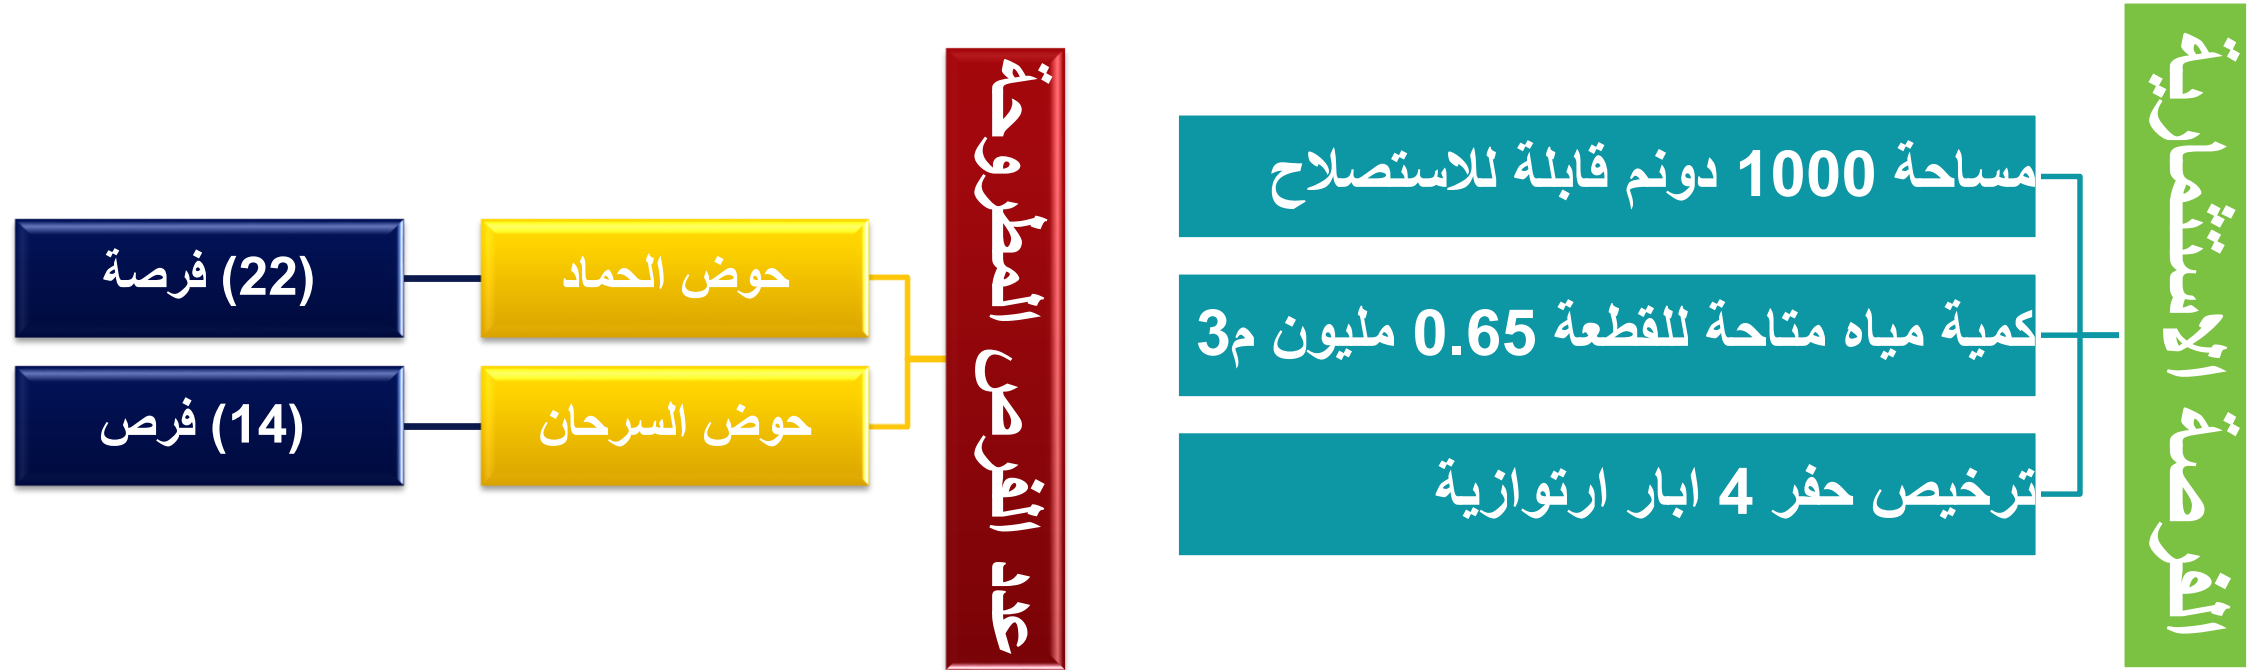 الفرصة الاستثمارية
مساحة 1000 دونم قابلة للاستصلاح
كمية مياه متاحة للقطعة 0.65 مليون م3
ترخيص حفر 4 ابار ارتوازية
عدد الفرص المطروحة
حوض الحماد
(22) فرصة
حوض السرحان
(14) فرص